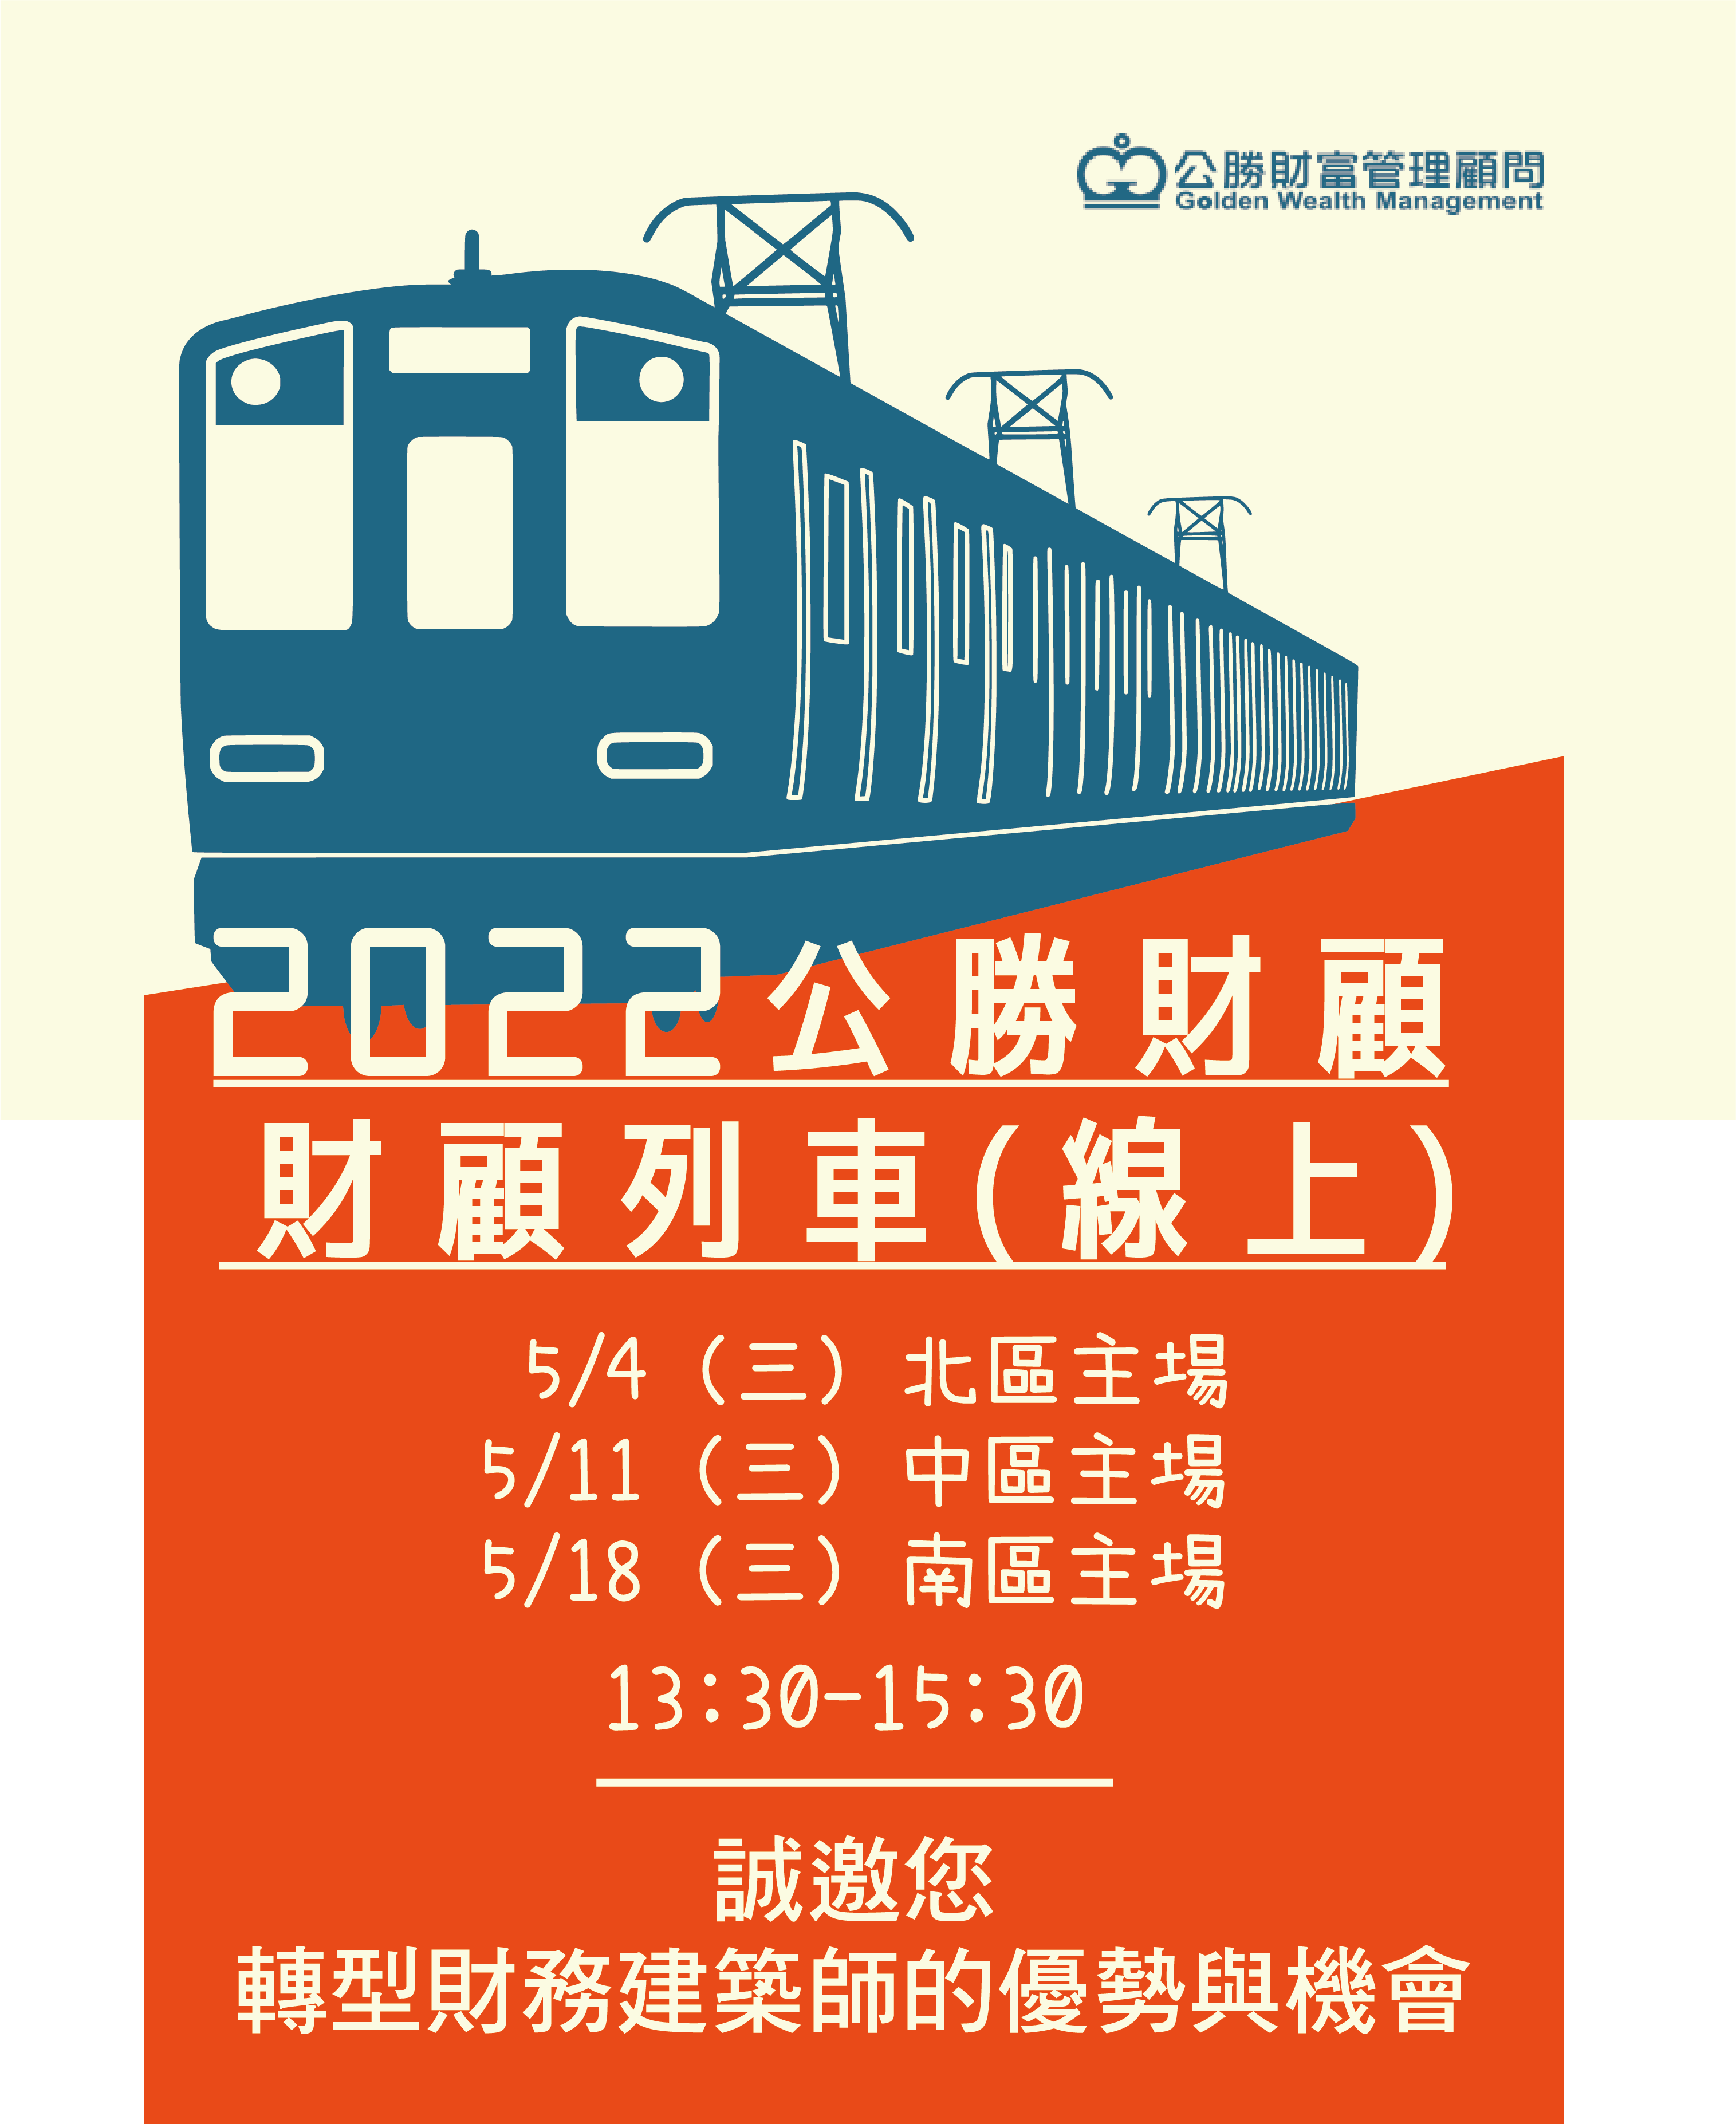 公勝財富管理顧問
Golden Wealth Management
2022公勝財顧
財顧列車(線上)
5/4 (三) 北區主場
5/11 (三) 中區主場
5/18 (三) 南區主場
13:30-15:30
誠邀您
轉型財務建築師的優勢與機會